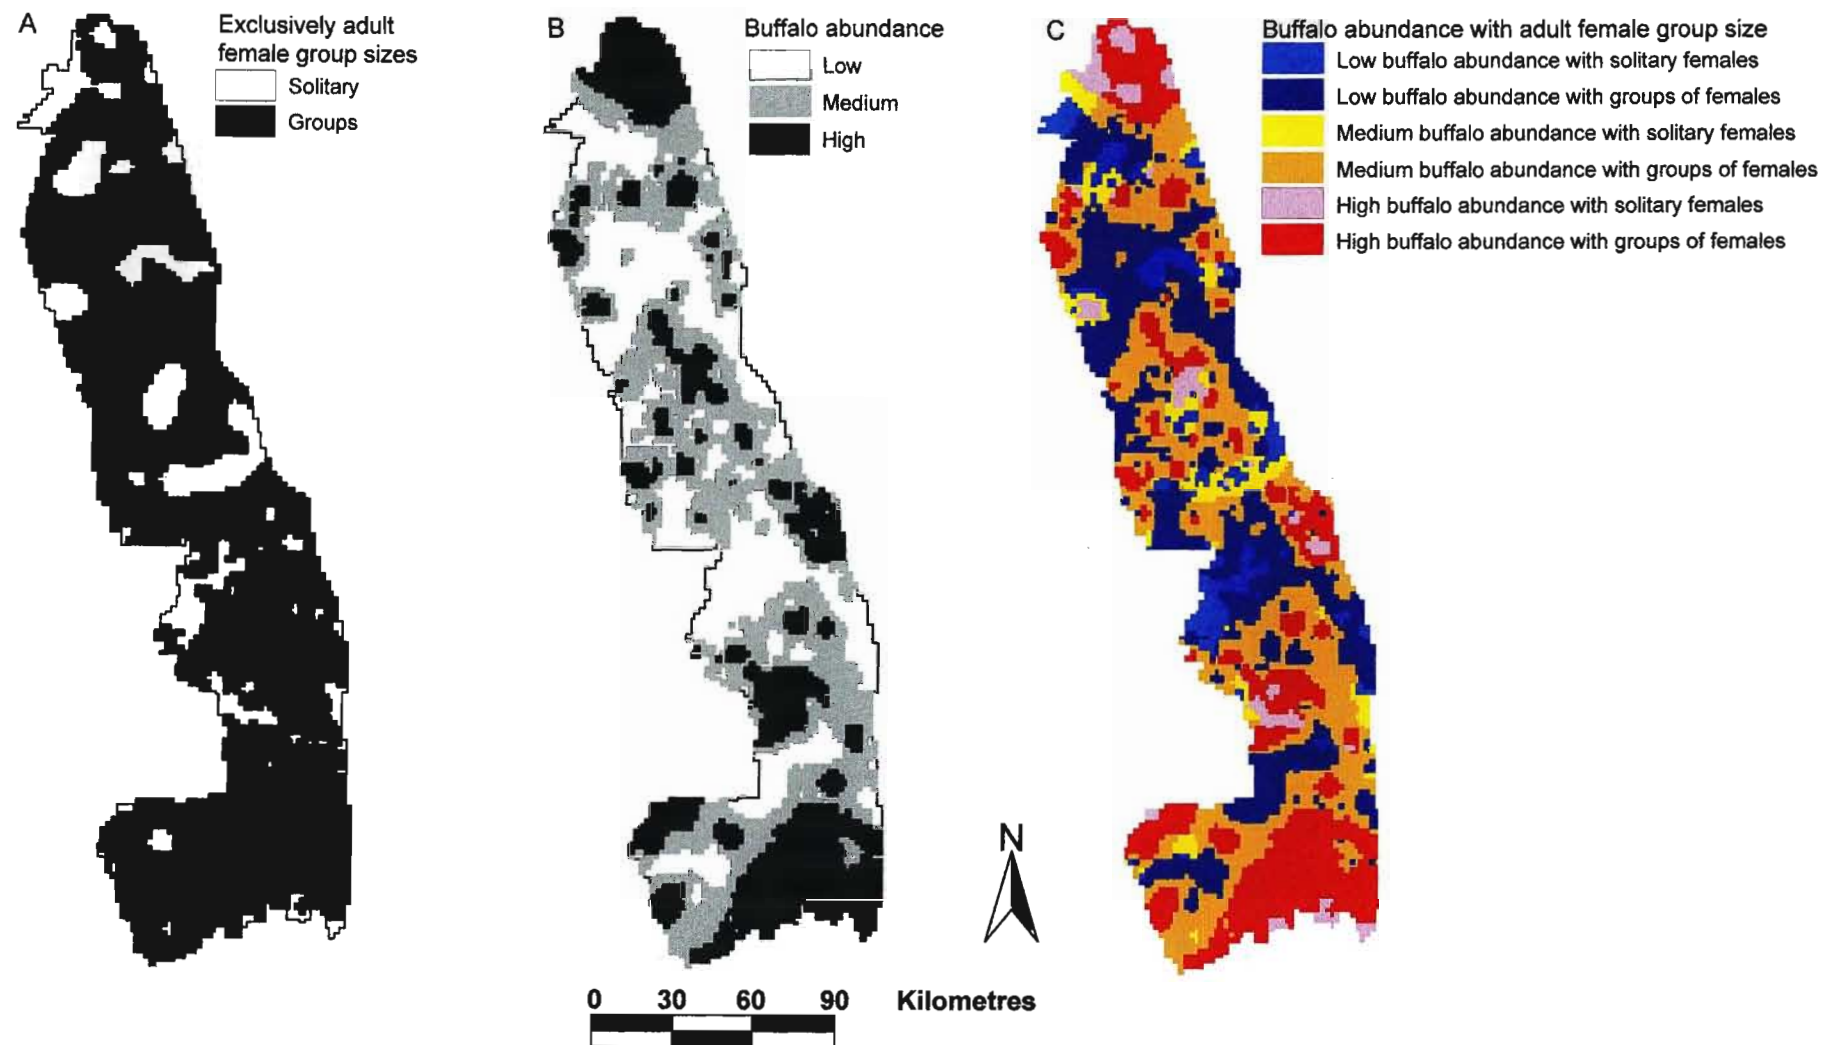 A
Exclusively adult
female group sizes
Solitary
Groups
B
Buffalo abundance
Low
Medium
High
C
Buffalo abundance with adult female group size
Low buffalo abundance with solitary females
Low buffalo abundance with groups of females
Medium buffalo abundance with solitary females
Medium buffalo abundance with groups of females
High buffalo abundance with solitary females
High buffalo abundance with groups of females
N
0 30 60 90 Kilometres